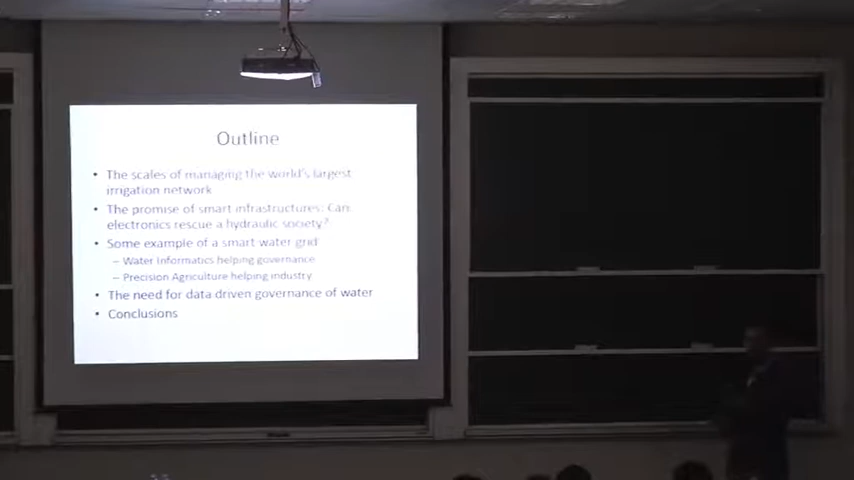 Outline
• The scales of managing the world's largest
irrigation network
• The promise of smart infrastructures: Can
electronics rescue a hydraulic society?
• Some example of a smart water grid
– Water Informatics helping governance
– Precision Agriculture helping industry
• The need for data driven governance of water
• Conclusions